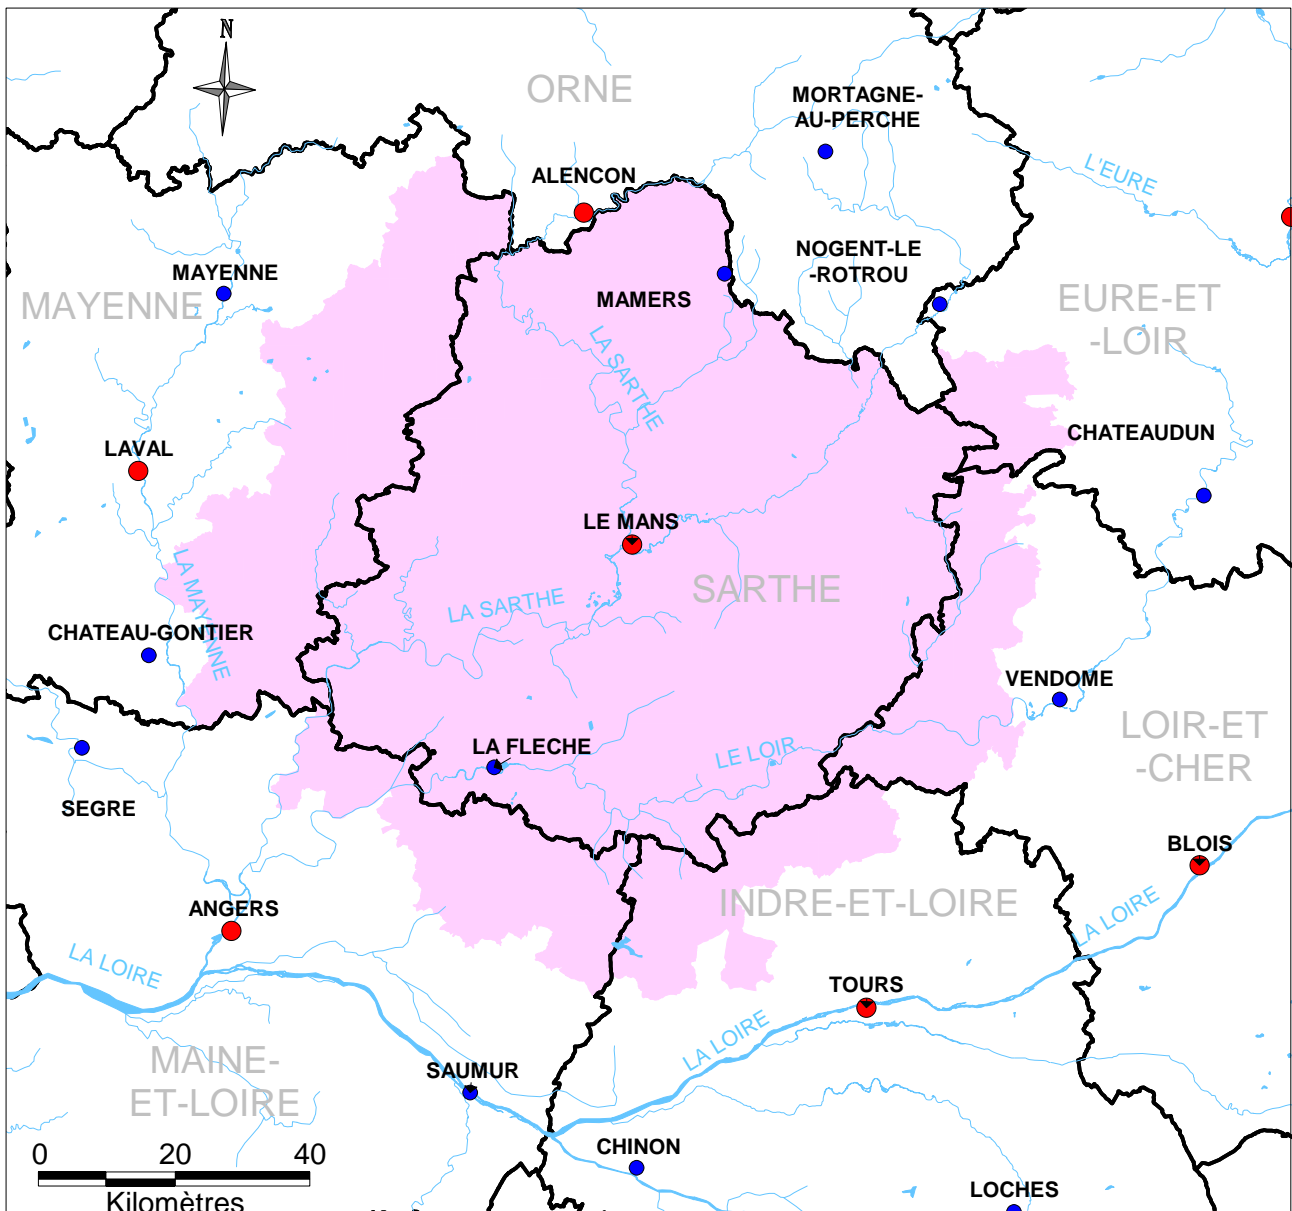 N
ORNE
MORTAGNE-
AU-PERCHE
L'EURE
ALENCON
MAYENNE
MAYENNE
NOGENT-LE
-ROTROU
MAMERS
EURE-ET
-LOIR
LA SARTHE
CHATEAUDUN
LAVAL
LE MANS
LA MAYENNE
SARTHE
LA SARTHE
CHATEAU-GONTIER
VENDOME
LOIR-ET
-CHER
LA FLECHE
LE LOIR
SEGRE
BLOIS
ANGERS
INDRE-ET-LOIRE
LA LOIRE
LA LOIRE
TOURS
LA LOIRE
MAINE-
ET-LOIRE
SAUMUR
CHINON
0 20 40
Kilomètres
LOCHES